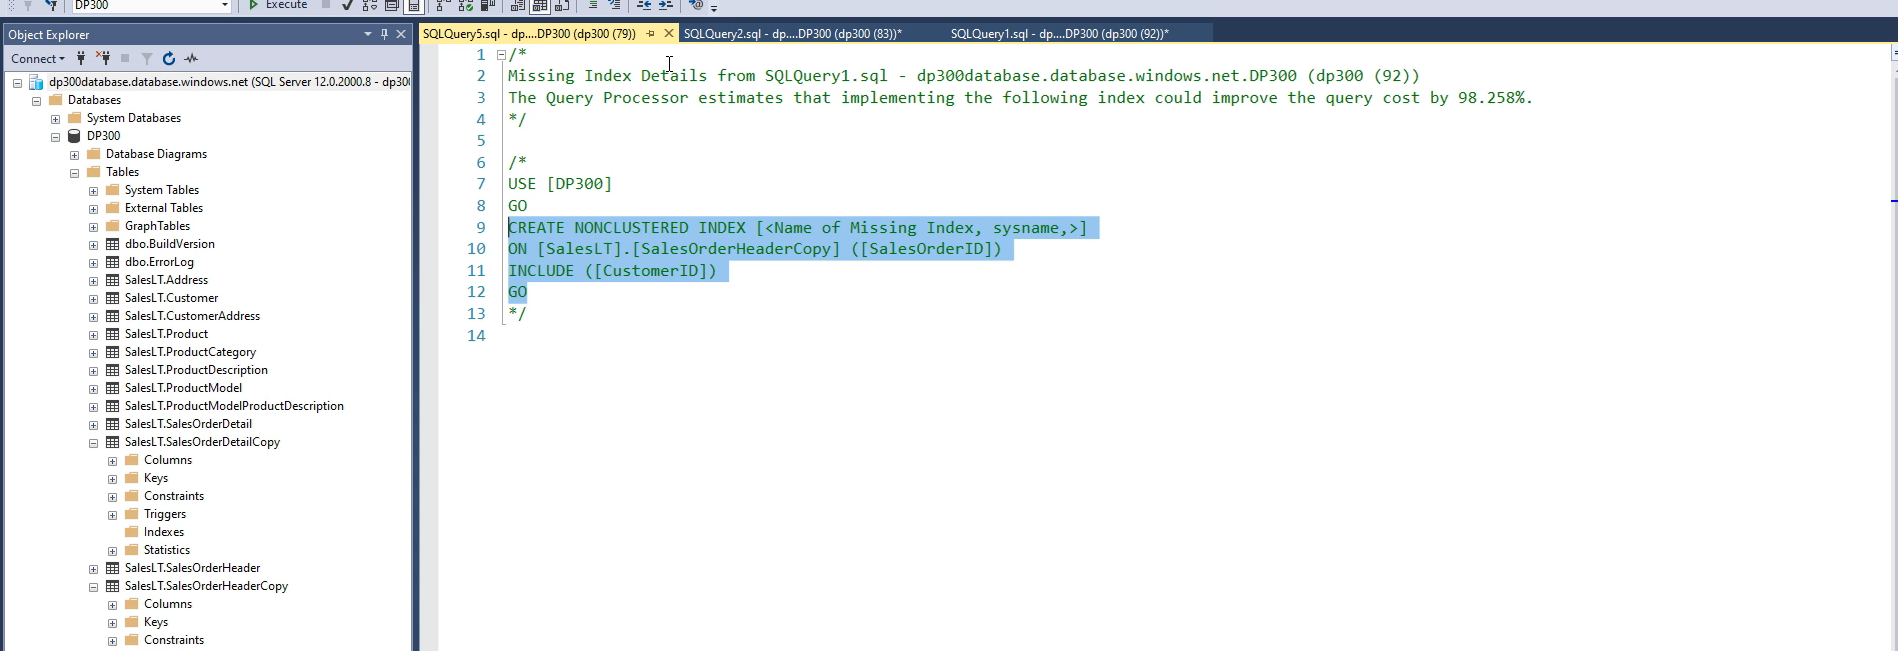 DP300
Execute
Object Explorer
Connect
dp300database.database.windows.net (SQL Server 12.0.2000.8 - dp300
Databases
System Databases
DP300
Database Diagrams
Tables
System Tables
External Tables
GraphTables
dbo.BuildVersion
dbo.ErrorLog
SalesLT.Address
SalesLT.Customer
SalesLT.CustomerAddress
SalesLT.Product
SalesLT.ProductCategory
SalesLT.ProductDescription
SalesLT.ProductModel
SalesLT.ProductModelProductDescription
SalesLT.SalesOrderDetail
SalesLT.SalesOrderDetailCopy
Columns
Keys
Constraints
Triggers
Indexes
Statistics
SalesLT.SalesOrderHeader
SalesLT.SalesOrderHeaderCopy
Columns
Keys
Constraints
SQLQuery5.sql - dp....DP300 (dp300 (79)) SQLQuery2.sql - dp....DP300 (dp300 (83))* SQLQuery1.sql - dp....DP300 (dp300 (92))*
1 /*
2 Missing Index Details from SQLQuery1.sql - dp300database.database.windows.net.DP300 (dp300 (92))
3 The Query Processor estimates that implementing the following index could improve the query cost by 98.258%.
4 */
5
6 /*
7 USE [DP300]
8 GO
9 CREATE NONCLUSTERED INDEX [<Name of Missing Index, sysname,>]
10 ON [SalesLT].[SalesOrderHeaderCopy] ([SalesOrderID])
11 INCLUDE ([CustomerID])
12 GO
13 */
14